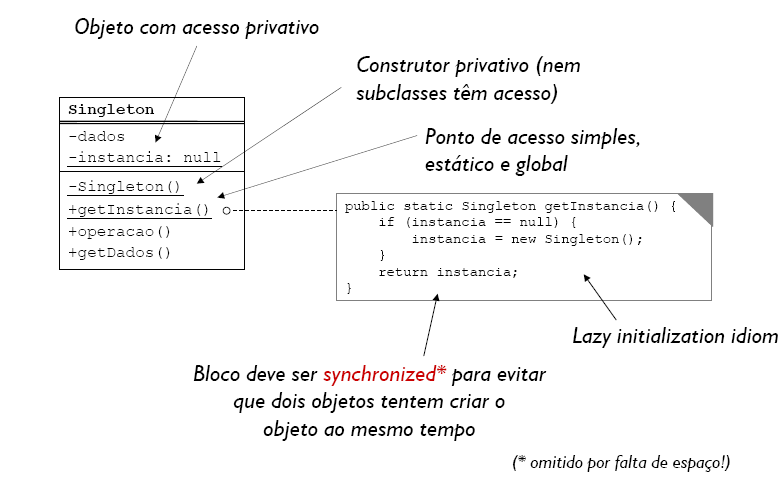 Objeto com acesso privativo
Construtor privativo (nem
subclasses têm acesso)
Ponto de acesso simples,
estático e global
Singleton
-dados
-instancia: null
-Singleton()
+getInstancia()
+operacao()
+getDados()
public static Singleton getInstancia() {
    if (instancia == null) {
        instancia = new Singleton();
    }
    return instancia;
}
Lazy initialization idiom
Bloco deve ser synchronized* para evitar
que dois objetos tentem criar o
objeto ao mesmo tempo
(* omitido por falta de espaço!)